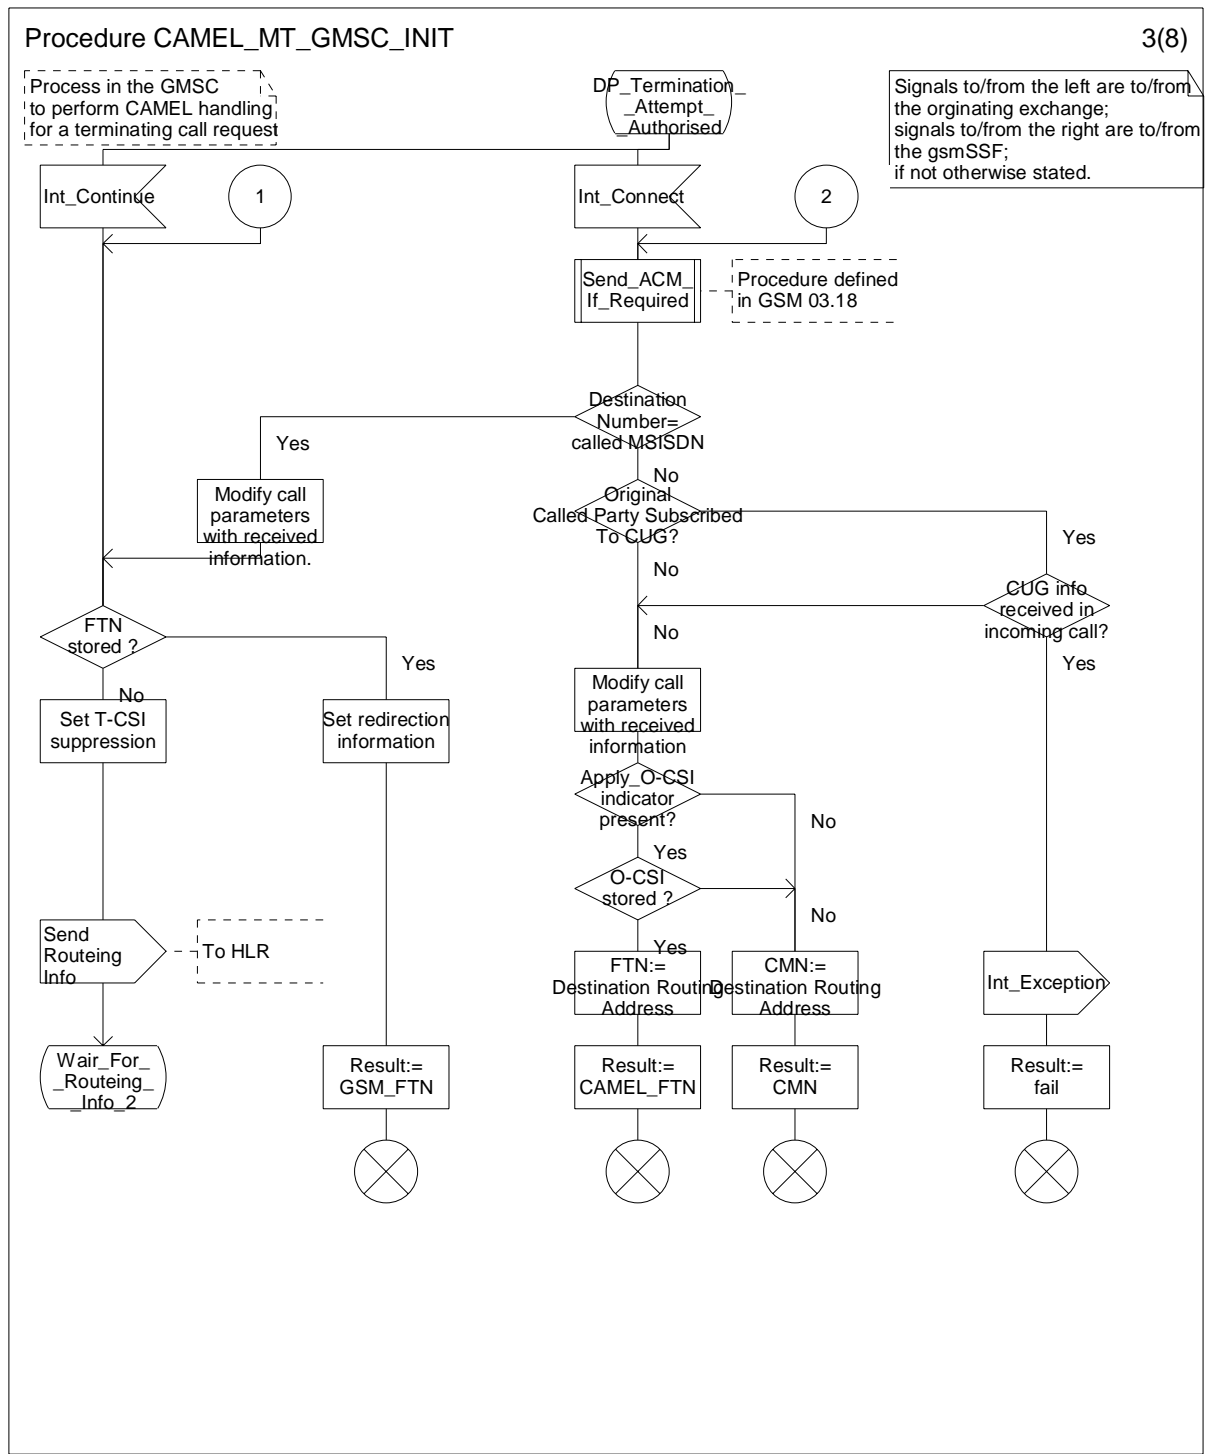 Procedure CAMEL_MT_GMSC_INIT
3(8)
Process in the GMSC
to perform CAMEL handling
for a terminating call request
DP_Termination_
_Attempt_
_Authorised
Signals to/from the left are to/from
the orginating exchange;
signals to/from the right are to/from
the gsmSSF;
if not otherwise stated.
Int_Continue
1
Int_Connect
2
Send_ACM_
If_Required
Procedure defined
in GSM 03.18
Destination
Number=
called MSISDN
Yes
No
Modify call
parameters
with received
information.
Original
Called Party Subscribed
To CUG?
Yes
No
CUG info
received in
incoming call?
No
Yes
FTN
stored ?
Yes
No
Set T-CSI
suppression
Set redirection
information
Modify call
parameters
with received
information
Apply_O-CSI
indicator
present?
No
Yes
O-CSI
stored ?
No
Yes
Send
Routeing
Info
To HLR
FTN:=
Destination Routing
Address
CMN:=
Destination Routing
Address
Int_Exception
Wair_For_
_Routeing_
_Info_2
Result:=
GSM_FTN
Result:=
CAMEL_FTN
Result:=
CMN
Result:=
fail